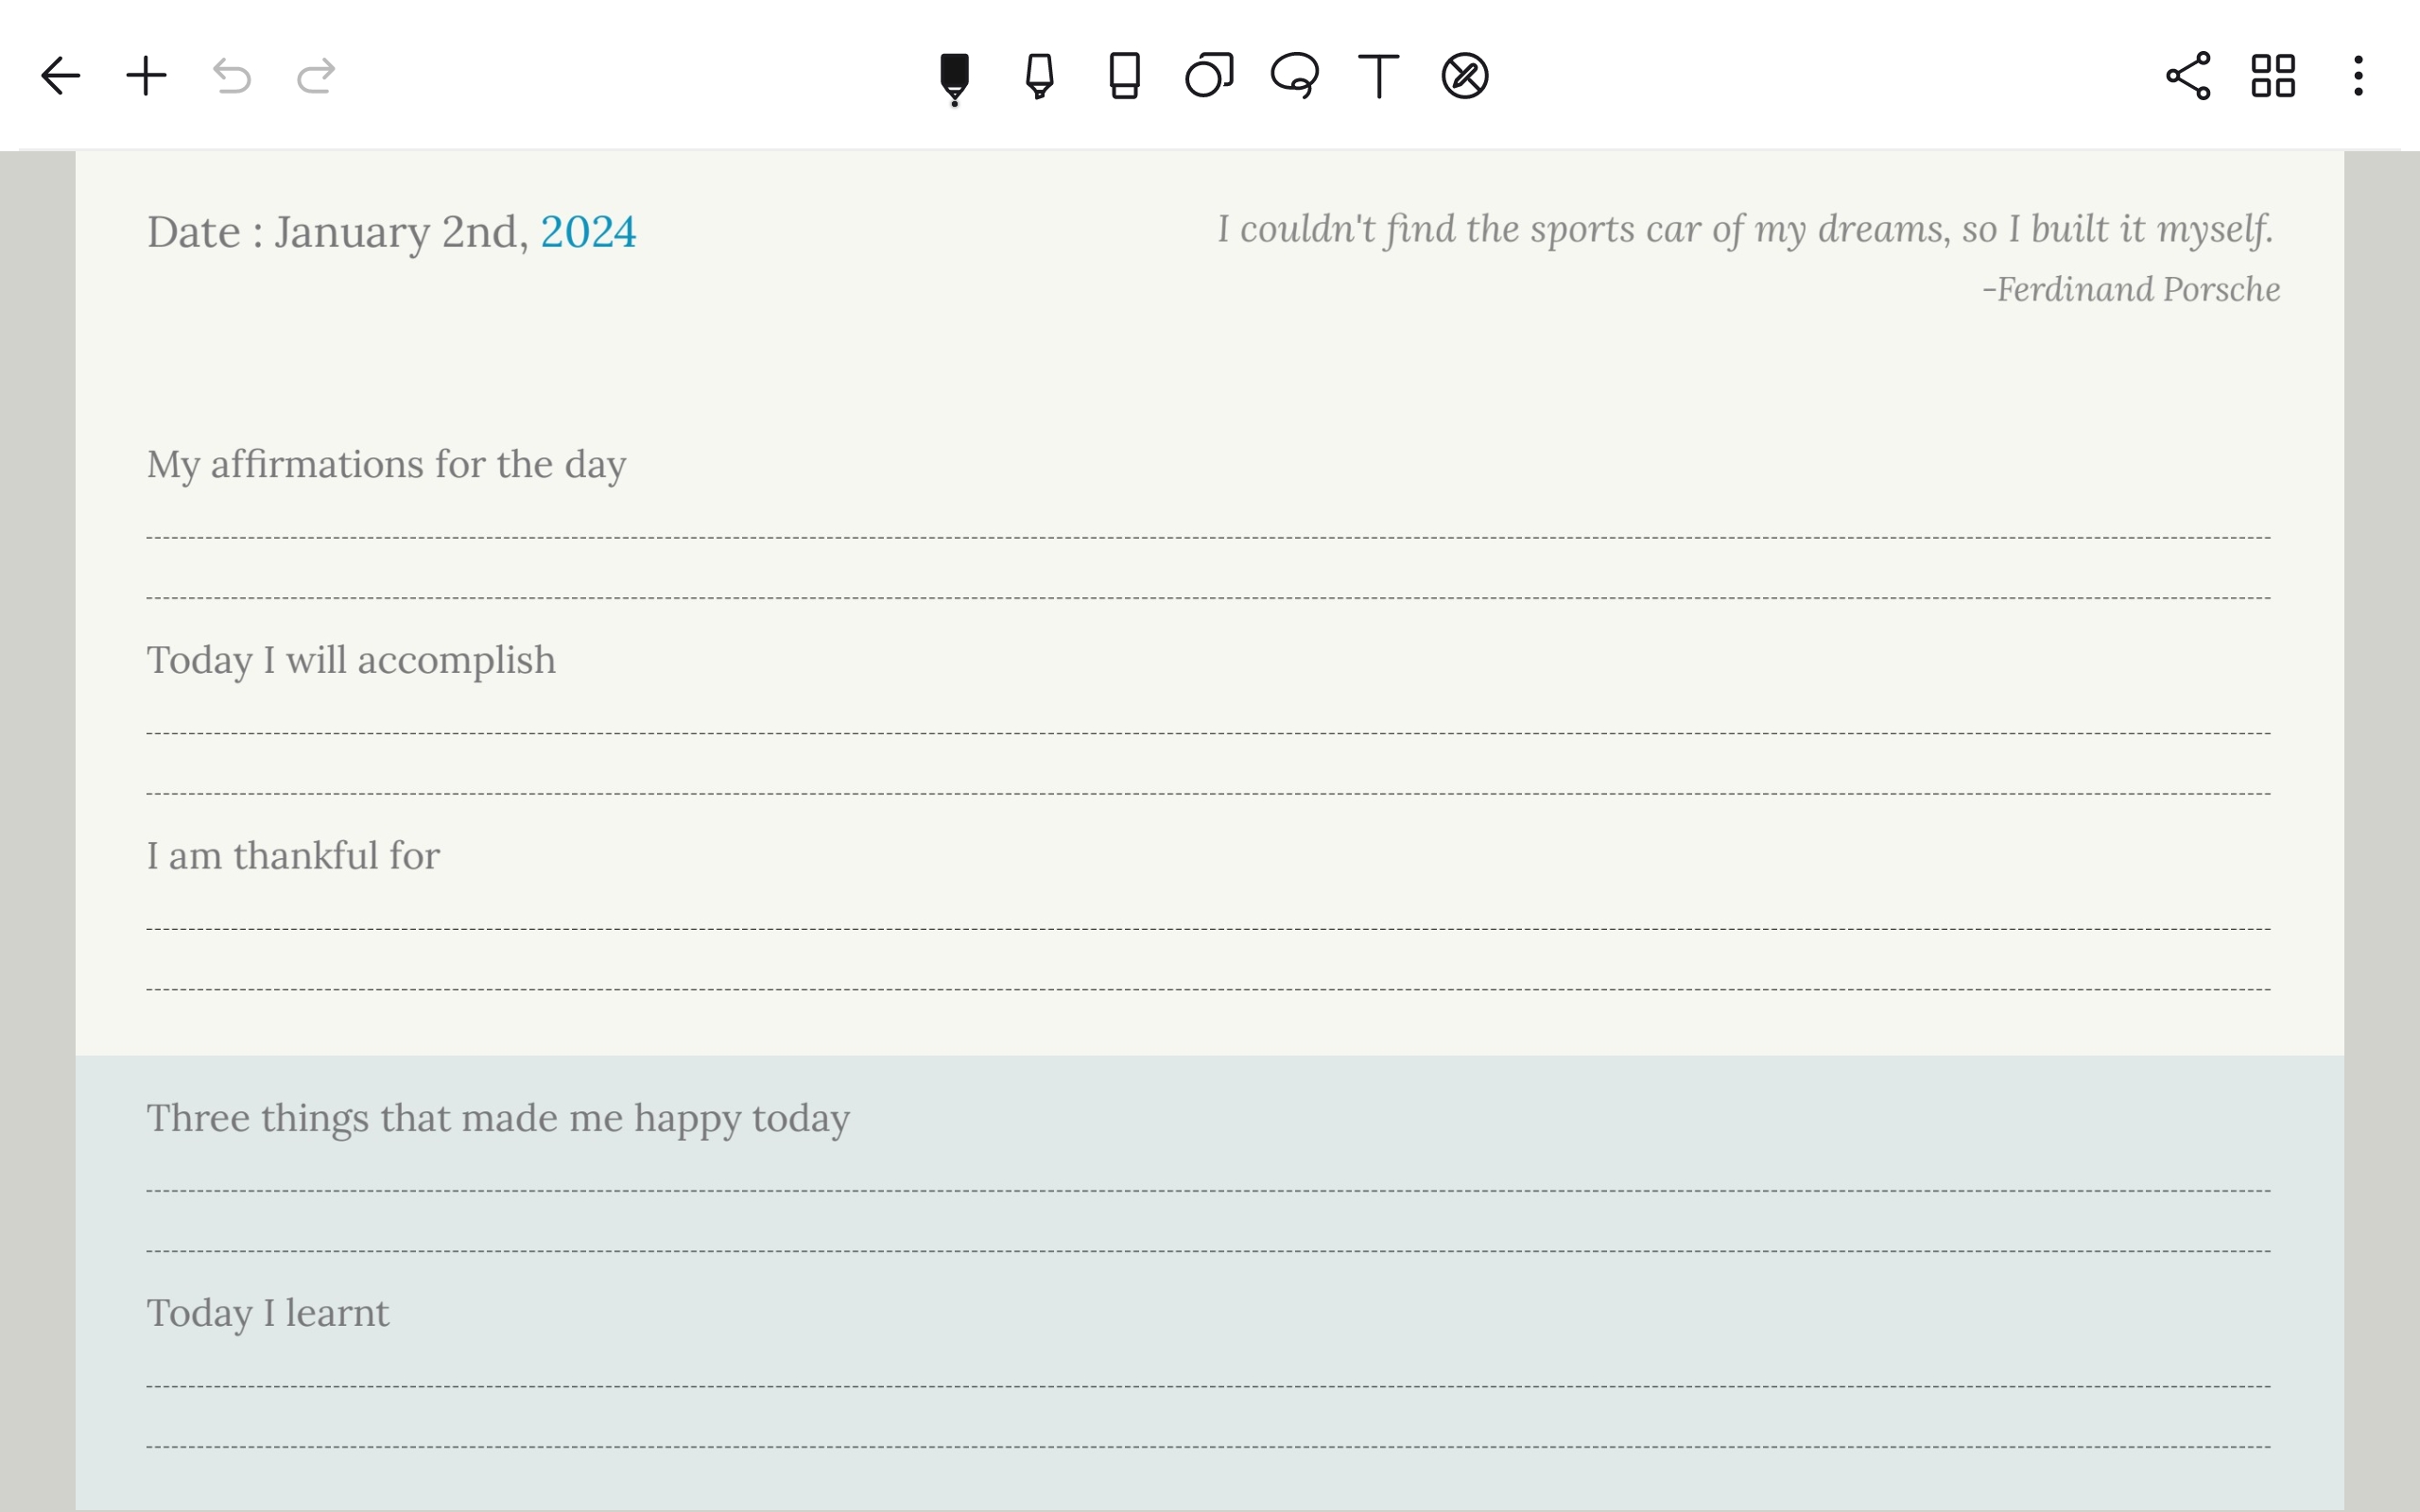 Date : January 2nd, 2024
I couldn't find the sports car of my dreams, so I built it myself.
-Ferdinand Porsche
My affirmations for the day
Today I will accomplish
I am thankful for
Three things that made me happy today
Today I learnt